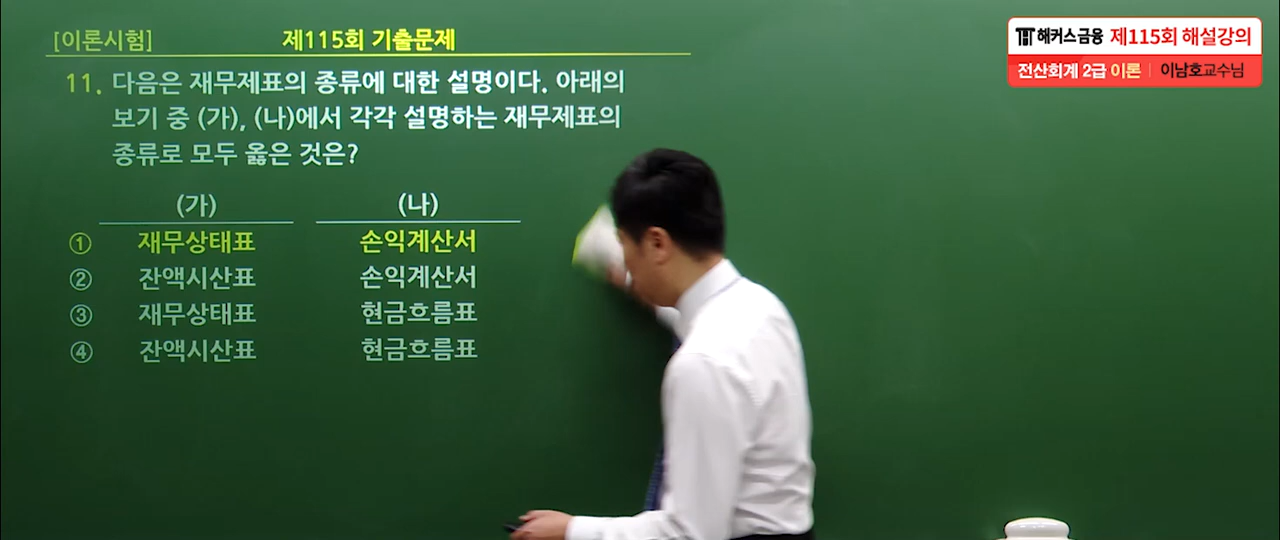 [이론시험] 제115회 기출문제
11. 다음은 재무제표의 종류에 대한 설명이다. 아래의
보기 중 (가), (나)에서 각각 설명하는 재무제표의
종류로 모두 옳은 것은?
(가) (나)
① 재무상태표 손익계산서
② 잔액시산표 손익계산서
③ 재무상태표 현금흐름표
④ 잔액시산표 현금흐름표
해커스금융 제115회 해설강의
전산회계 2급 이론 | 이남호교수님